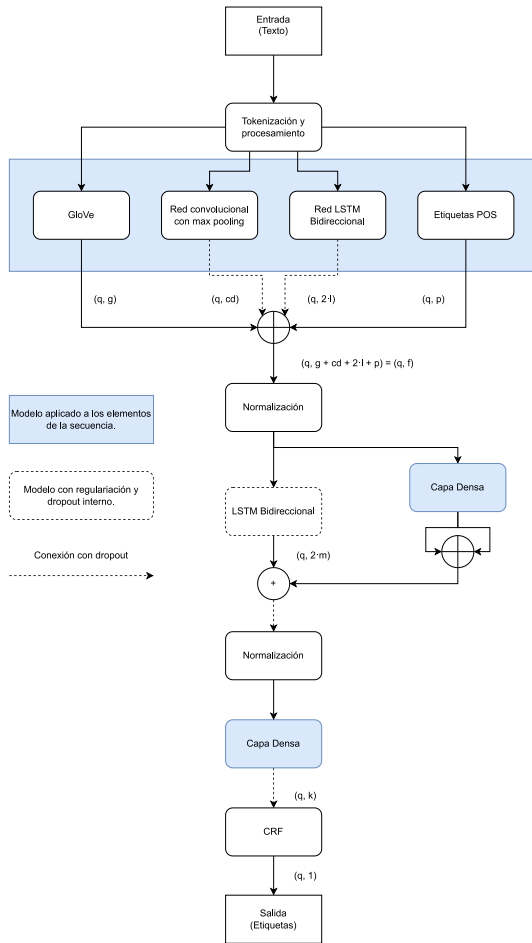 Entrada
(Texto)
Tokenización y
procesamiento
GloVe
Red convolucional
con max pooling
Red LSTM
Bidireccional
Etiquetas POS
(q, g)
(q, cd)
(q, 2·l)
(q, p)
(q, g + cd + 2·l + p) = (q, f)
Normalización
Modelo aplicado a los elementos
de la secuencia.
Capa Densa
Modelo con regulariación y
dropout interno.
LSTM Bidireccional
Conexión con dropout
(q, 2·m)
+
Normalización
Capa Densa
(q, k)
CRF
(q, 1)
Salida
(Etiquetas)